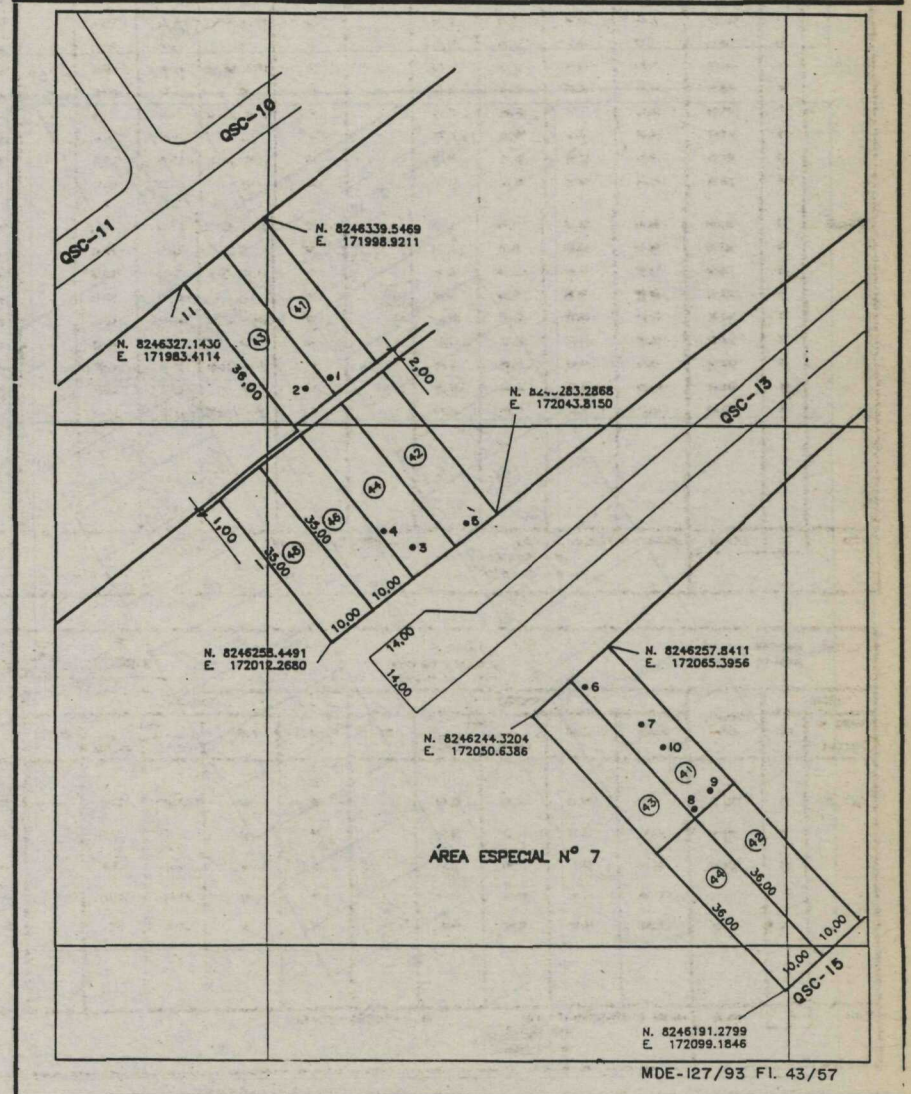 QSC-10
QSC-11
N. 8246339.5469
E. 171998.9211
41
43
N. 8246327.1430
E. 171983.4114
36,00
2
1
2,00
N. 8246283.2868
E. 172043.8150
QSC-13
42
44
46
48
35,00
35,00
1,00
4
3
5
10,00
10,00
N. 8246258.4491
E. 172012.2680
14,00
14,00
N. 8246257.8411
E. 172065.3956
6
7
10
N. 8246244.3204
E. 172050.6386
41
9
8
43
42
44
ÁREA ESPECIAL Nº 7
36,00
36,00
10,00
10,00
QSC-15
N. 8246191.2799
E. 172099.1846
MDE-127/93 Fl. 43/57